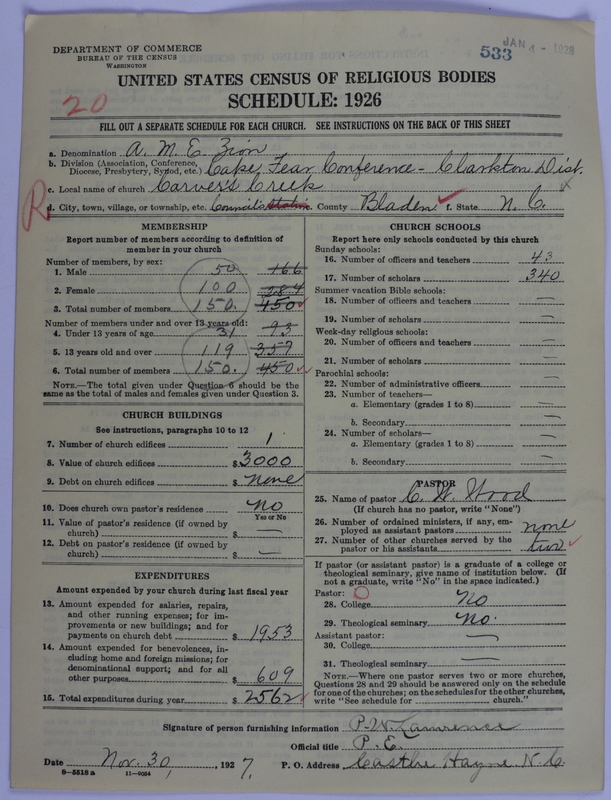 DEPARTMENT OF COMMERCE
BUREAU OF THE CENSUS
WASHINGTON
533
JAN 4 - 1928
UNITED STATES CENSUS OF RELIGIOUS BODIES
SCHEDULE: 1926
20
FILL OUT A SEPARATE SCHEDULE FOR EACH CHURCH. SEE INSTRUCTIONS ON THE BACK OF THIS SHEET
a. Denomination A. M. E. Zion
b. Division (Association, Conference, Diocese, Presbytery, Synod, etc.) Cape Fear Conference - Clarkton Dist.
c. Local name of church Carvers Creek
R
d. City, town, village, or township, etc. Council's Station e. County Bladen f. State N. C.
MEMBERSHIP
Report number of members according to definition of member in your church
Number of members, by sex:
1. Male 50 166
2. Female 100 284
3. Total number of members 150. 450
Number of members under and over 13 years old:
4. Under 13 years of age 31 93
5. 13 years old and over 119 357
6. Total number of members 150. 450
NOTE.—The total given under Question 6 should be the same as the total of males and females given under Question 3.
CHURCH BUILDINGS
See instructions, paragraphs 10 to 12
7. Number of church edifices 1
8. Value of church edifices $ 3000
9. Debt on church edifices $ none
10. Does church own pastor's residence no
Yes or No
11. Value of pastor's residence (if owned by church) $ —
12. Debt on pastor's residence (if owned by church) $ —
EXPENDITURES
Amount expended by your church during last fiscal year
13. Amount expended for salaries, repairs, and other running expenses; for improvements or new buildings; and for payments on church debt $ 1953
14. Amount expended for benevolences, including home and foreign missions; for denominational support; and for all other purposes $ 609
15. Total expenditures during year $ 2562
CHURCH SCHOOLS
Report here only schools conducted by this church
Sunday schools:
16. Number of officers and teachers 43
17. Number of scholars 340
Summer vacation Bible schools:
18. Number of officers and teachers —
19. Number of scholars —
Week-day religious schools:
20. Number of officers and teachers —
21. Number of scholars —
Parochial schools:
22. Number of administrative officers —
23. Number of teachers—
a. Elementary (grades 1 to 8) —
b. Secondary —
24. Number of scholars—
a. Elementary (grades 1 to 8) —
b. Secondary —
PASTOR
25. Name of pastor C. W. Wood
(If church has no pastor, write "None")
26. Number of ordained ministers, if any, employed as assistant pastors none
27. Number of other churches served by the pastor or his assistants two
If pastor (or assistant pastor) is a graduate of a college or theological seminary, give name of institution below. (If not a graduate, write "No" in the space indicated.)
Pastor:
28. College No
29. Theological seminary No.
Assistant pastor:
30. College —
31. Theological seminary —
NOTE.—Where one pastor serves two or more churches, Questions 28 and 29 should be answered only on the schedule for one of the churches; on the schedules for the other churches, write "See schedule for church."
Signature of person furnishing information P. W. Lawrence
Official title P. E.
Date Nov. 30, 1927, P. O. Address Casthe Hayne N. C.
8—5518 a 11—9054